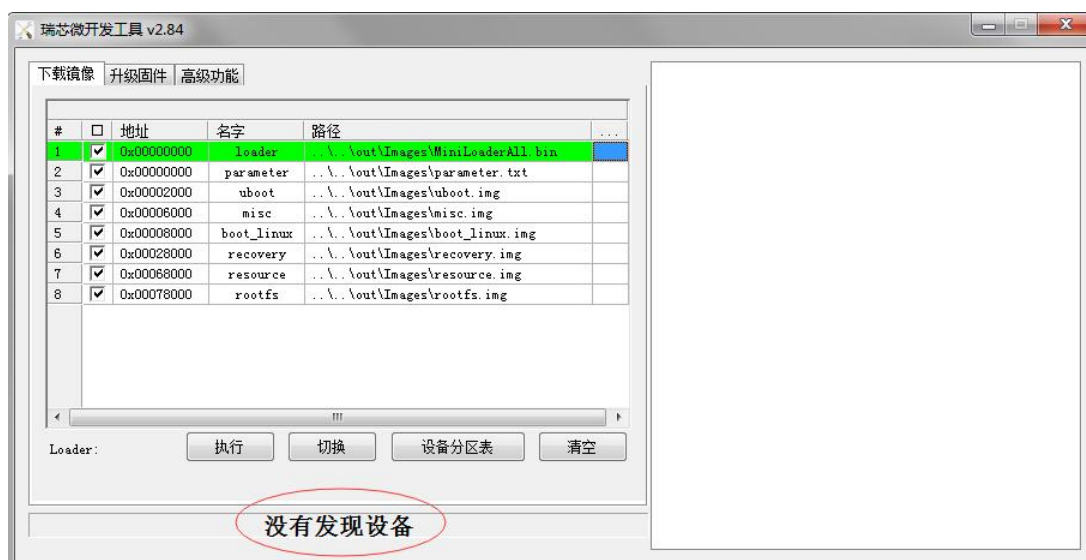 瑞芯微开发工具 v2.84
下载镜像 升级固件 高级功能
# 地址 名字 路径 ...
1 0x00000000 loader ..\..\out\Images\MiniLoaderAll.bin
2 0x00000000 parameter ..\..\out\Images\parameter.txt
3 0x00002000 uboot ..\..\out\Images\uboot.img
4 0x00006000 misc ..\..\out\Images\misc.img
5 0x00008000 boot_linux ..\..\out\Images\boot_linux.img
6 0x00028000 recovery ..\..\out\Images\recovery.img
7 0x00068000 resource ..\..\out\Images\resource.img
8 0x00078000 rootfs ..\..\out\Images\rootfs.img
Loader: 执行 切换 设备分区表 清空
没有发现设备